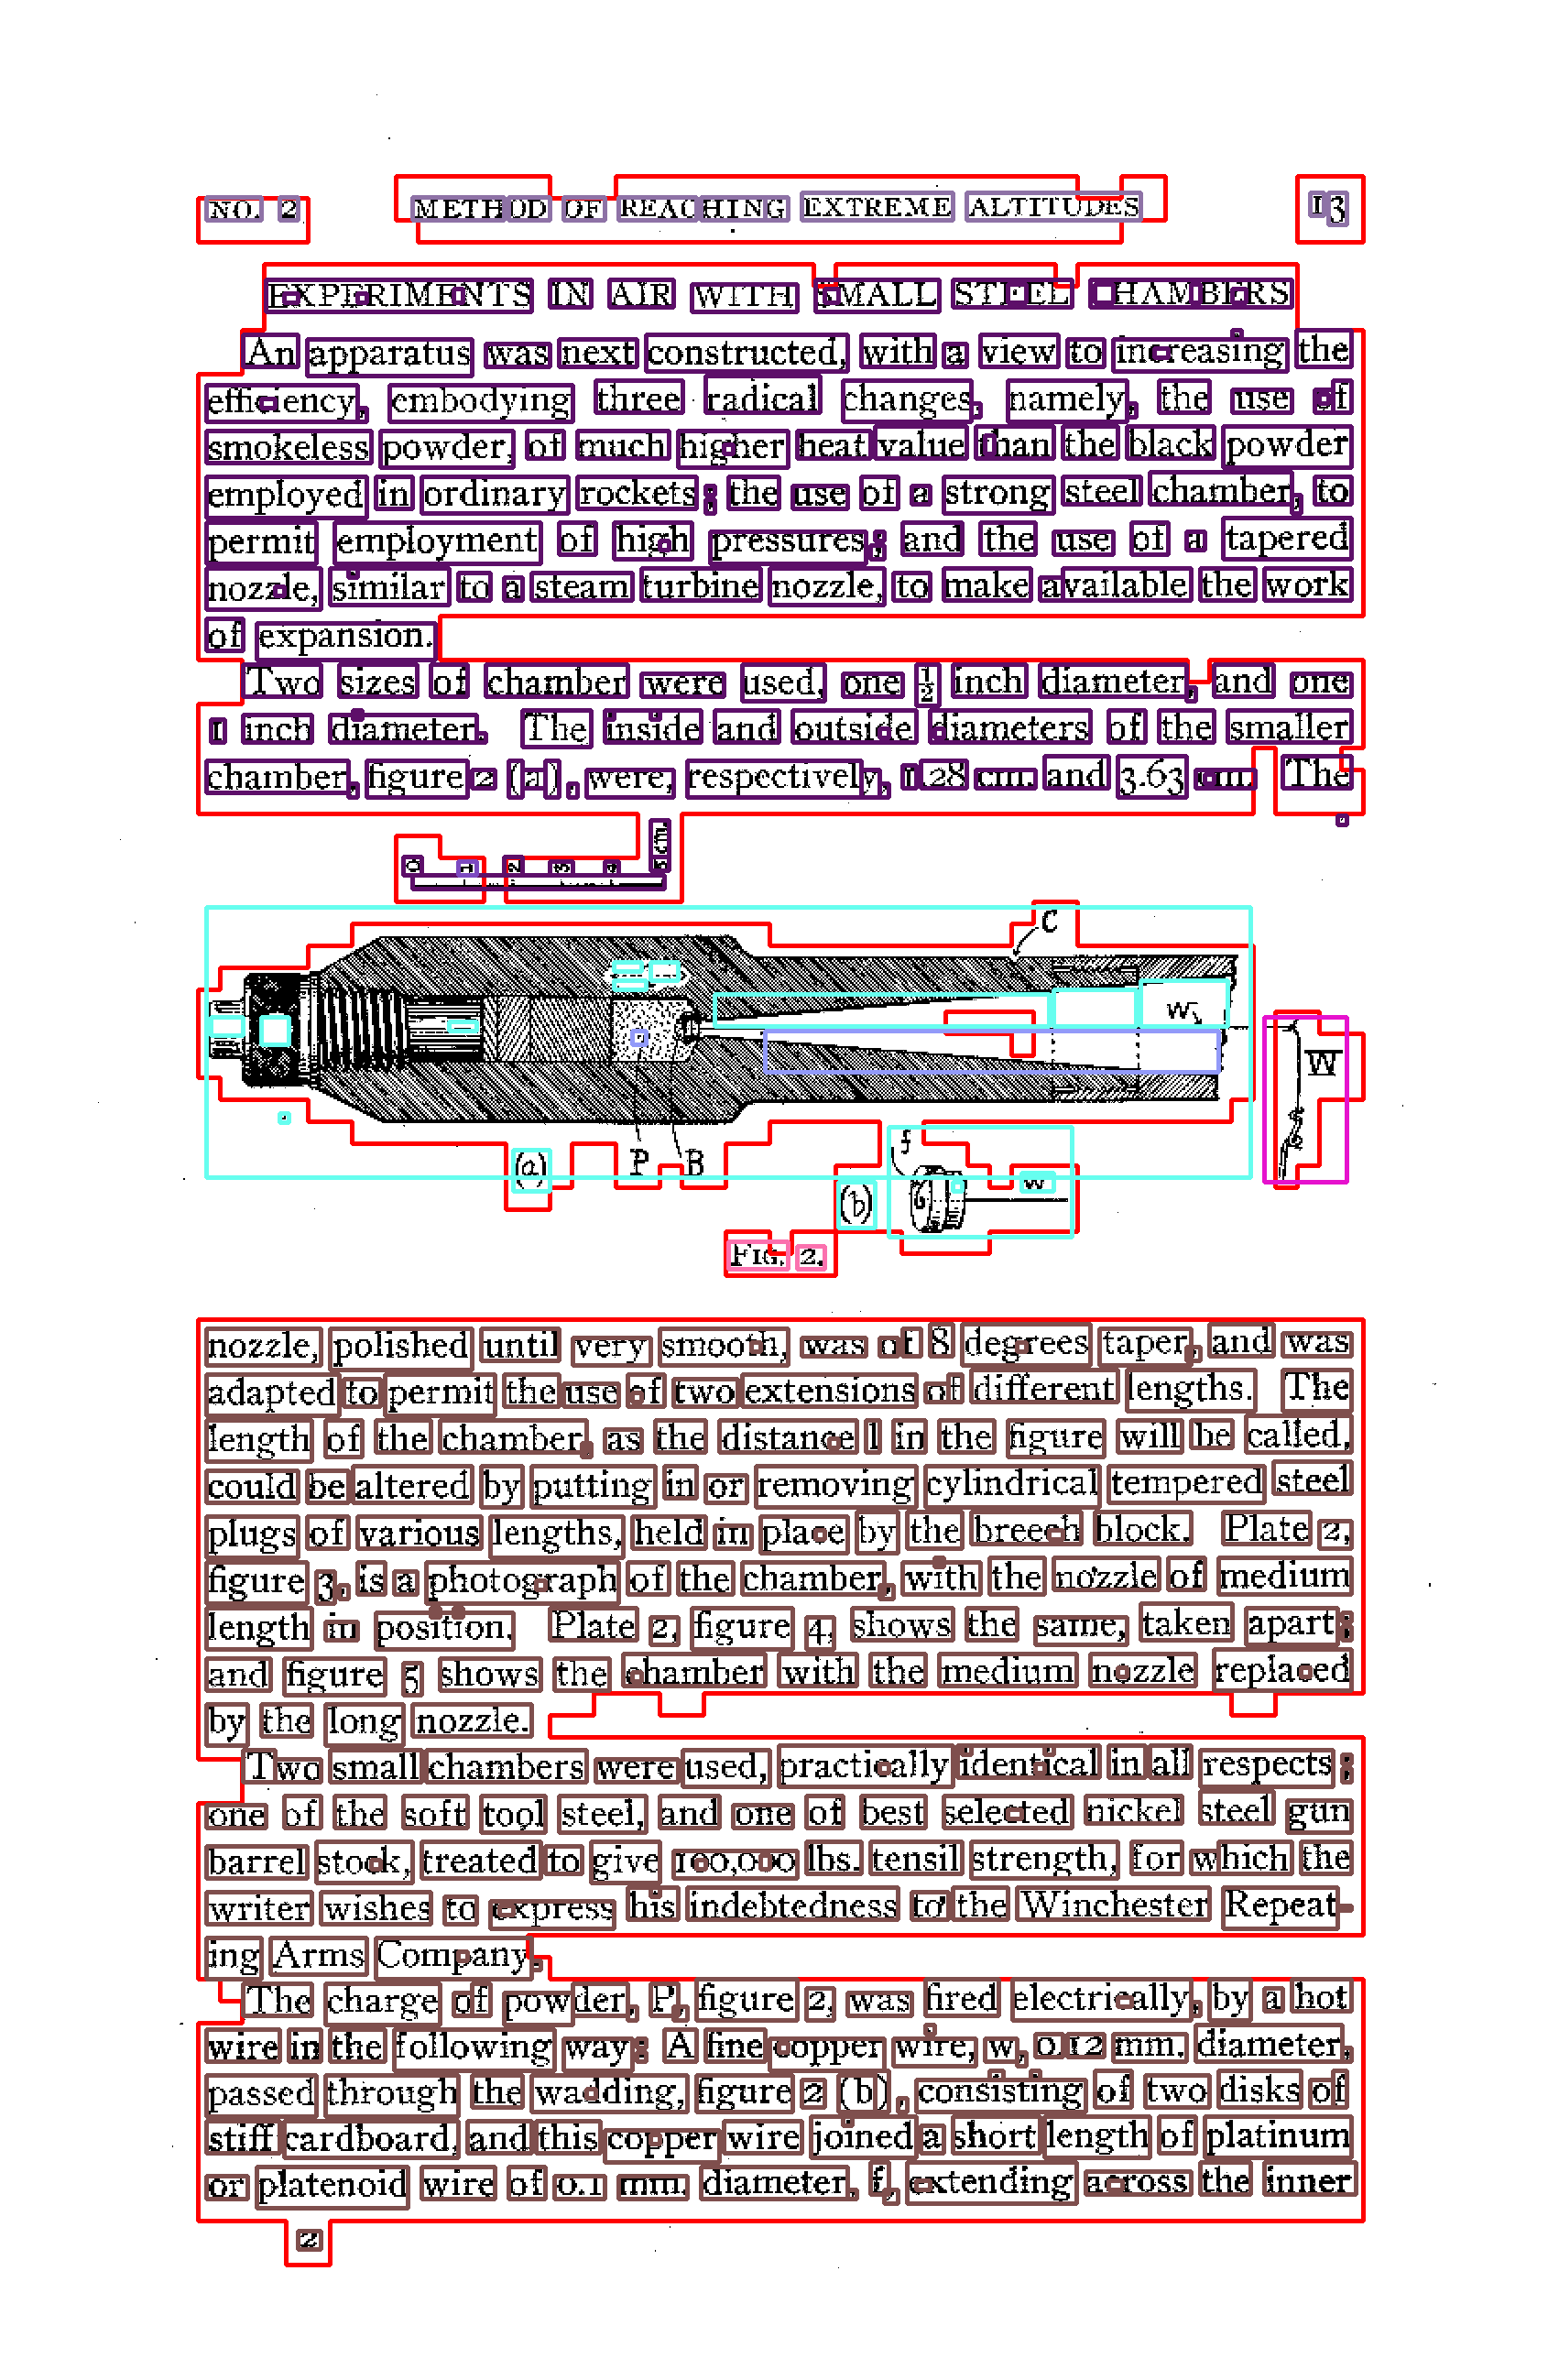 NO. 2 METHOD OF REACHING EXTREME ALTITUDES 13
EXPERIMENTS IN AIR WITH SMALL STEEL CHAMBERS
An apparatus was next constructed, with a view to increasing the
efficiency, embodying three radical changes, namely, the use of
smokeless powder, of much higher heat value than the black powder
employed in ordinary rockets; the use of a strong steel chamber, to
permit employment of high pressures; and the use of a tapered
nozzle, similar to a steam turbine nozzle, to make available the work
of expansion.
Two sizes of chamber were used, one ½ inch diameter, and one
1 inch diameter. The inside and outside diameters of the smaller
chamber, figure 2 (a), were, respectively, 1.28 cm. and 3.63 cm. The
0 1 2 3 4 5 cm.
C
W
W
(a)
P
B
f
(b)
W
FIG. 2.
nozzle, polished until very smooth, was of 8 degrees taper, and was
adapted to permit the use of two extensions of different lengths. The
length of the chamber, as the distance l in the figure will be called,
could be altered by putting in or removing cylindrical tempered steel
plugs of various lengths, held in place by the breech block. Plate 2,
figure 3, is a photograph of the chamber, with the nozzle of medium
length in position. Plate 2, figure 4, shows the same, taken apart;
and figure 5 shows the chamber with the medium nozzle replaced
by the long nozzle.
Two small chambers were used, practically identical in all respects;
one of the soft tool steel, and one of best selected nickel steel gun
barrel stock, treated to give 100,000 lbs. tensil strength, for which the
writer wishes to express his indebtedness to the Winchester Repeat-
ing Arms Company.
The charge of powder, P, figure 2, was fired electrically, by a hot
wire in the following way: A fine copper wire, w, 0.12 mm. diameter,
passed through the wadding, figure 2 (b), consisting of two disks of
stiff cardboard, and this copper wire joined a short length of platinum
or platenoid wire of 0.1 mm. diameter, f, extending across the inner
2